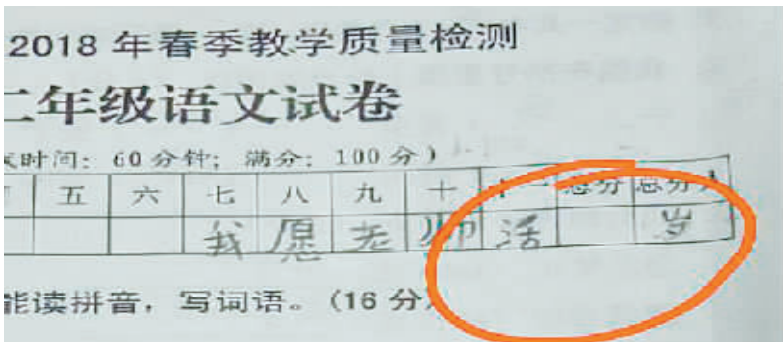 2018 年春季教学质量检测
二年级语文试卷
时间: 60 分钟; 满分: 100 分)
五 六 七 八 九 十 十一 总分 总分人
我 愿 老 师 活 岁
能读拼音,写词语。(16 分)